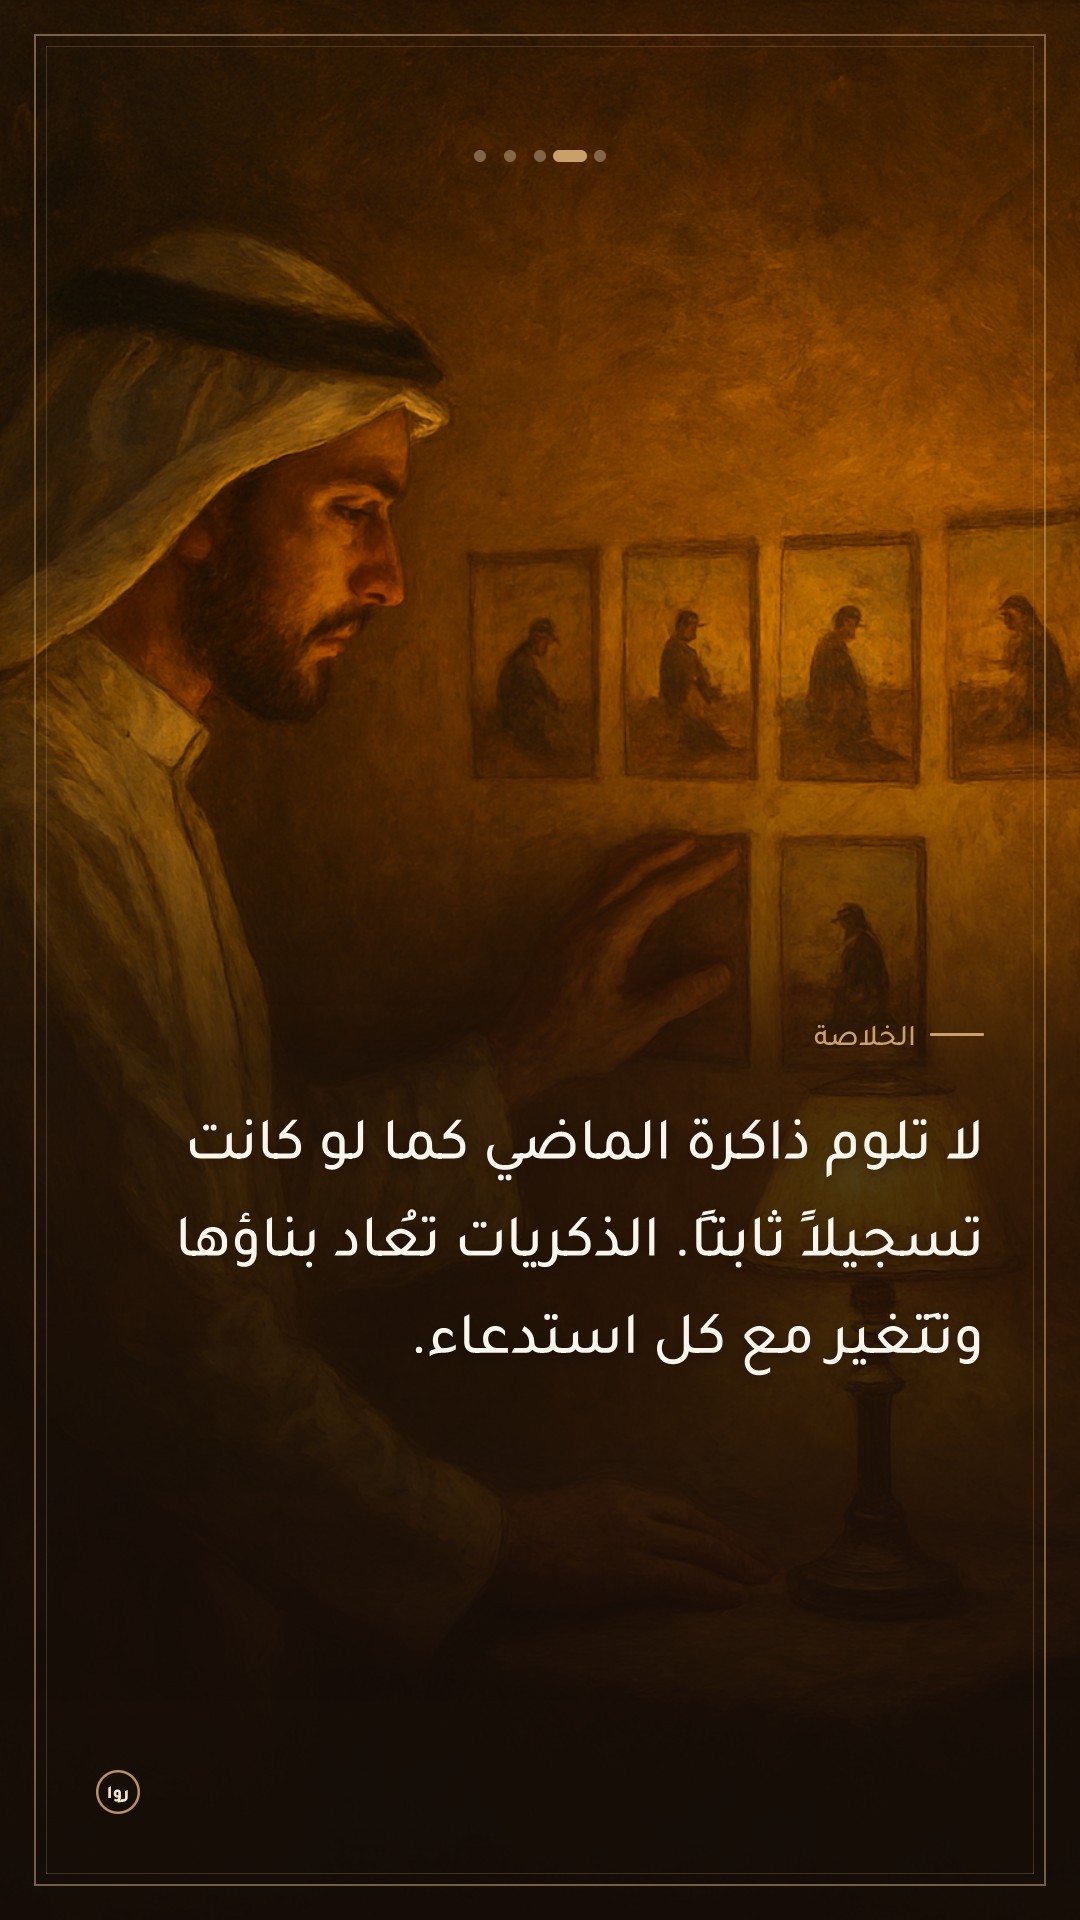 الخلاصة
لا تلوم ذاكرة الماضي كما لو كانت
تسجيلاً ثابتاً. الذكريات تُعاد بناؤها
وتتغير مع كل استدعاء.
روا